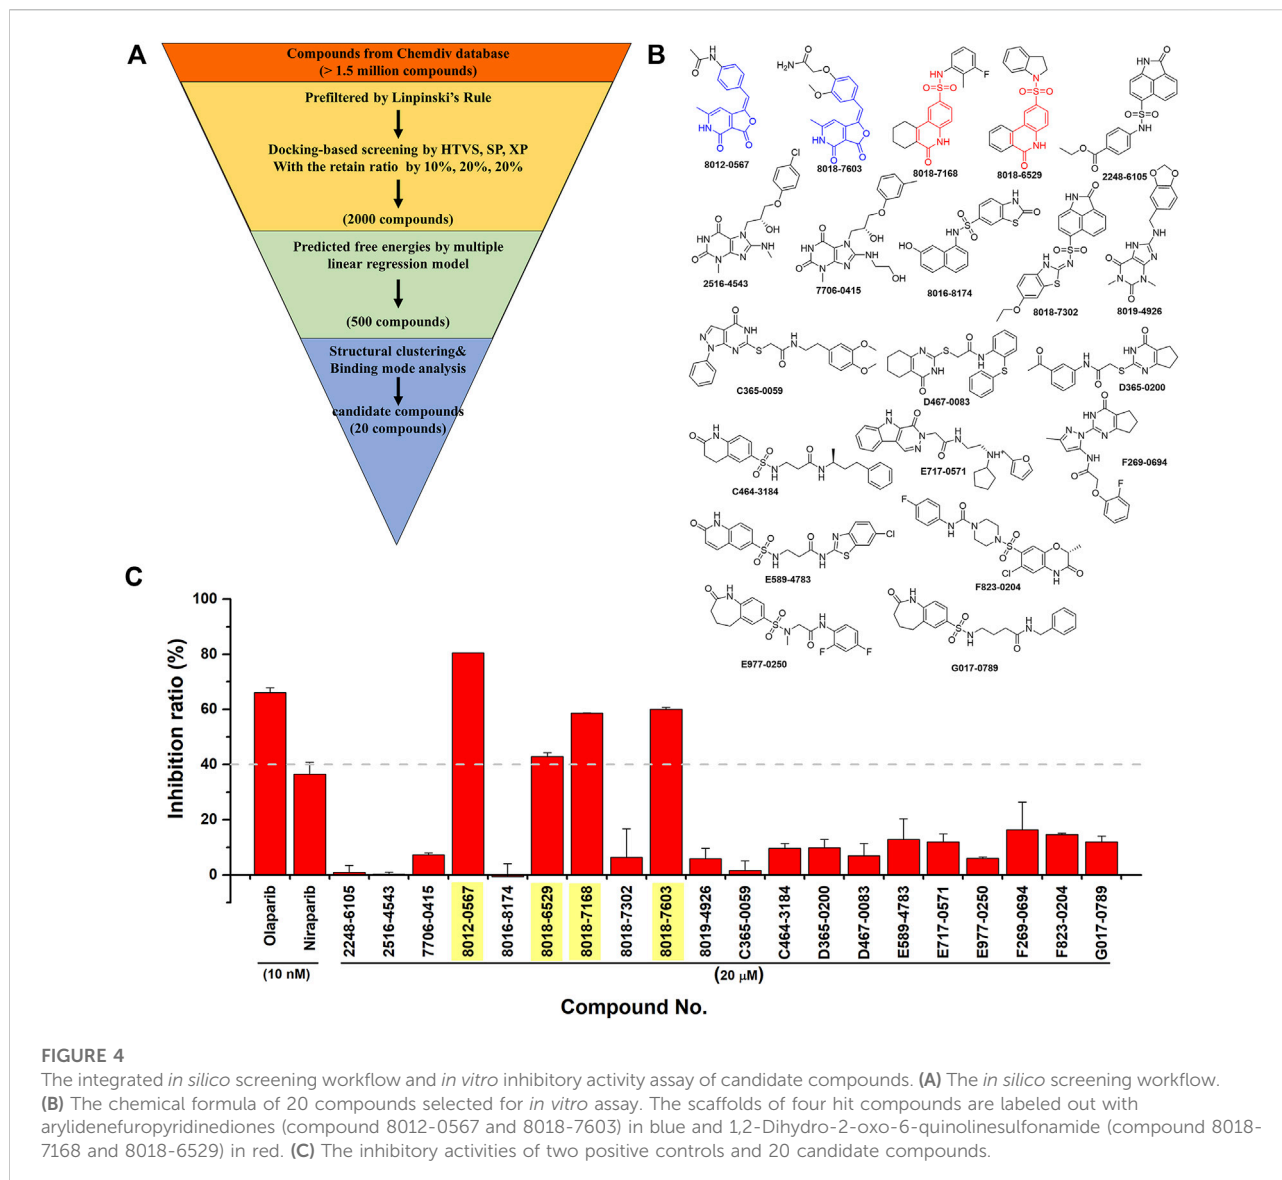 A
Compounds from Chemdiv database
(> 1.5 million compounds)
Prefiltered by Linpinski's Rule
Docking-based screening by HTVS, SP, XP
With the retain ratio by 10%, 20%, 20%
(2000 compounds)
Predicted free energies by multiple
linear regression model
(500 compounds)
Structural clustering&
Binding mode analysis
candidate compounds
(20 compounds)
B
8012-0567
8018-7603
8018-7168
8018-6529
2248-6105
2516-4543
7706-0415
8016-8174
8018-7302
8019-4926
C365-0059
D467-0083
D365-0200
C464-3184
E717-0571
F269-0694
E589-4783
F823-0204
E977-0250
G017-0789
C
Inhibition ratio (%)
100
80
60
40
20
0
Olaparib
Niraparib
2248-6105
2516-4543
7706-0415
8012-0567
8016-8174
8018-6529
8018-7168
8018-7302
8018-7603
8019-4926
C365-0059
C464-3184
D365-0200
D467-0083
E589-4783
E717-0571
E977-0250
F269-0694
F823-0204
G017-0789
(10 nM)
(20 μM)
Compound No.
FIGURE 4
The integrated in silico screening workflow and in vitro inhibitory activity assay of candidate compounds. (A) The in silico screening workflow.
(B) The chemical formula of 20 compounds selected for in vitro assay. The scaffolds of four hit compounds are labeled out with
arylidenefuropyridinediones (compound 8012-0567 and 8018-7603) in blue and 1,2-Dihydro-2-oxo-6-quinolinesulfonamide (compound 8018-
7168 and 8018-6529) in red. (C) The inhibitory activities of two positive controls and 20 candidate compounds.